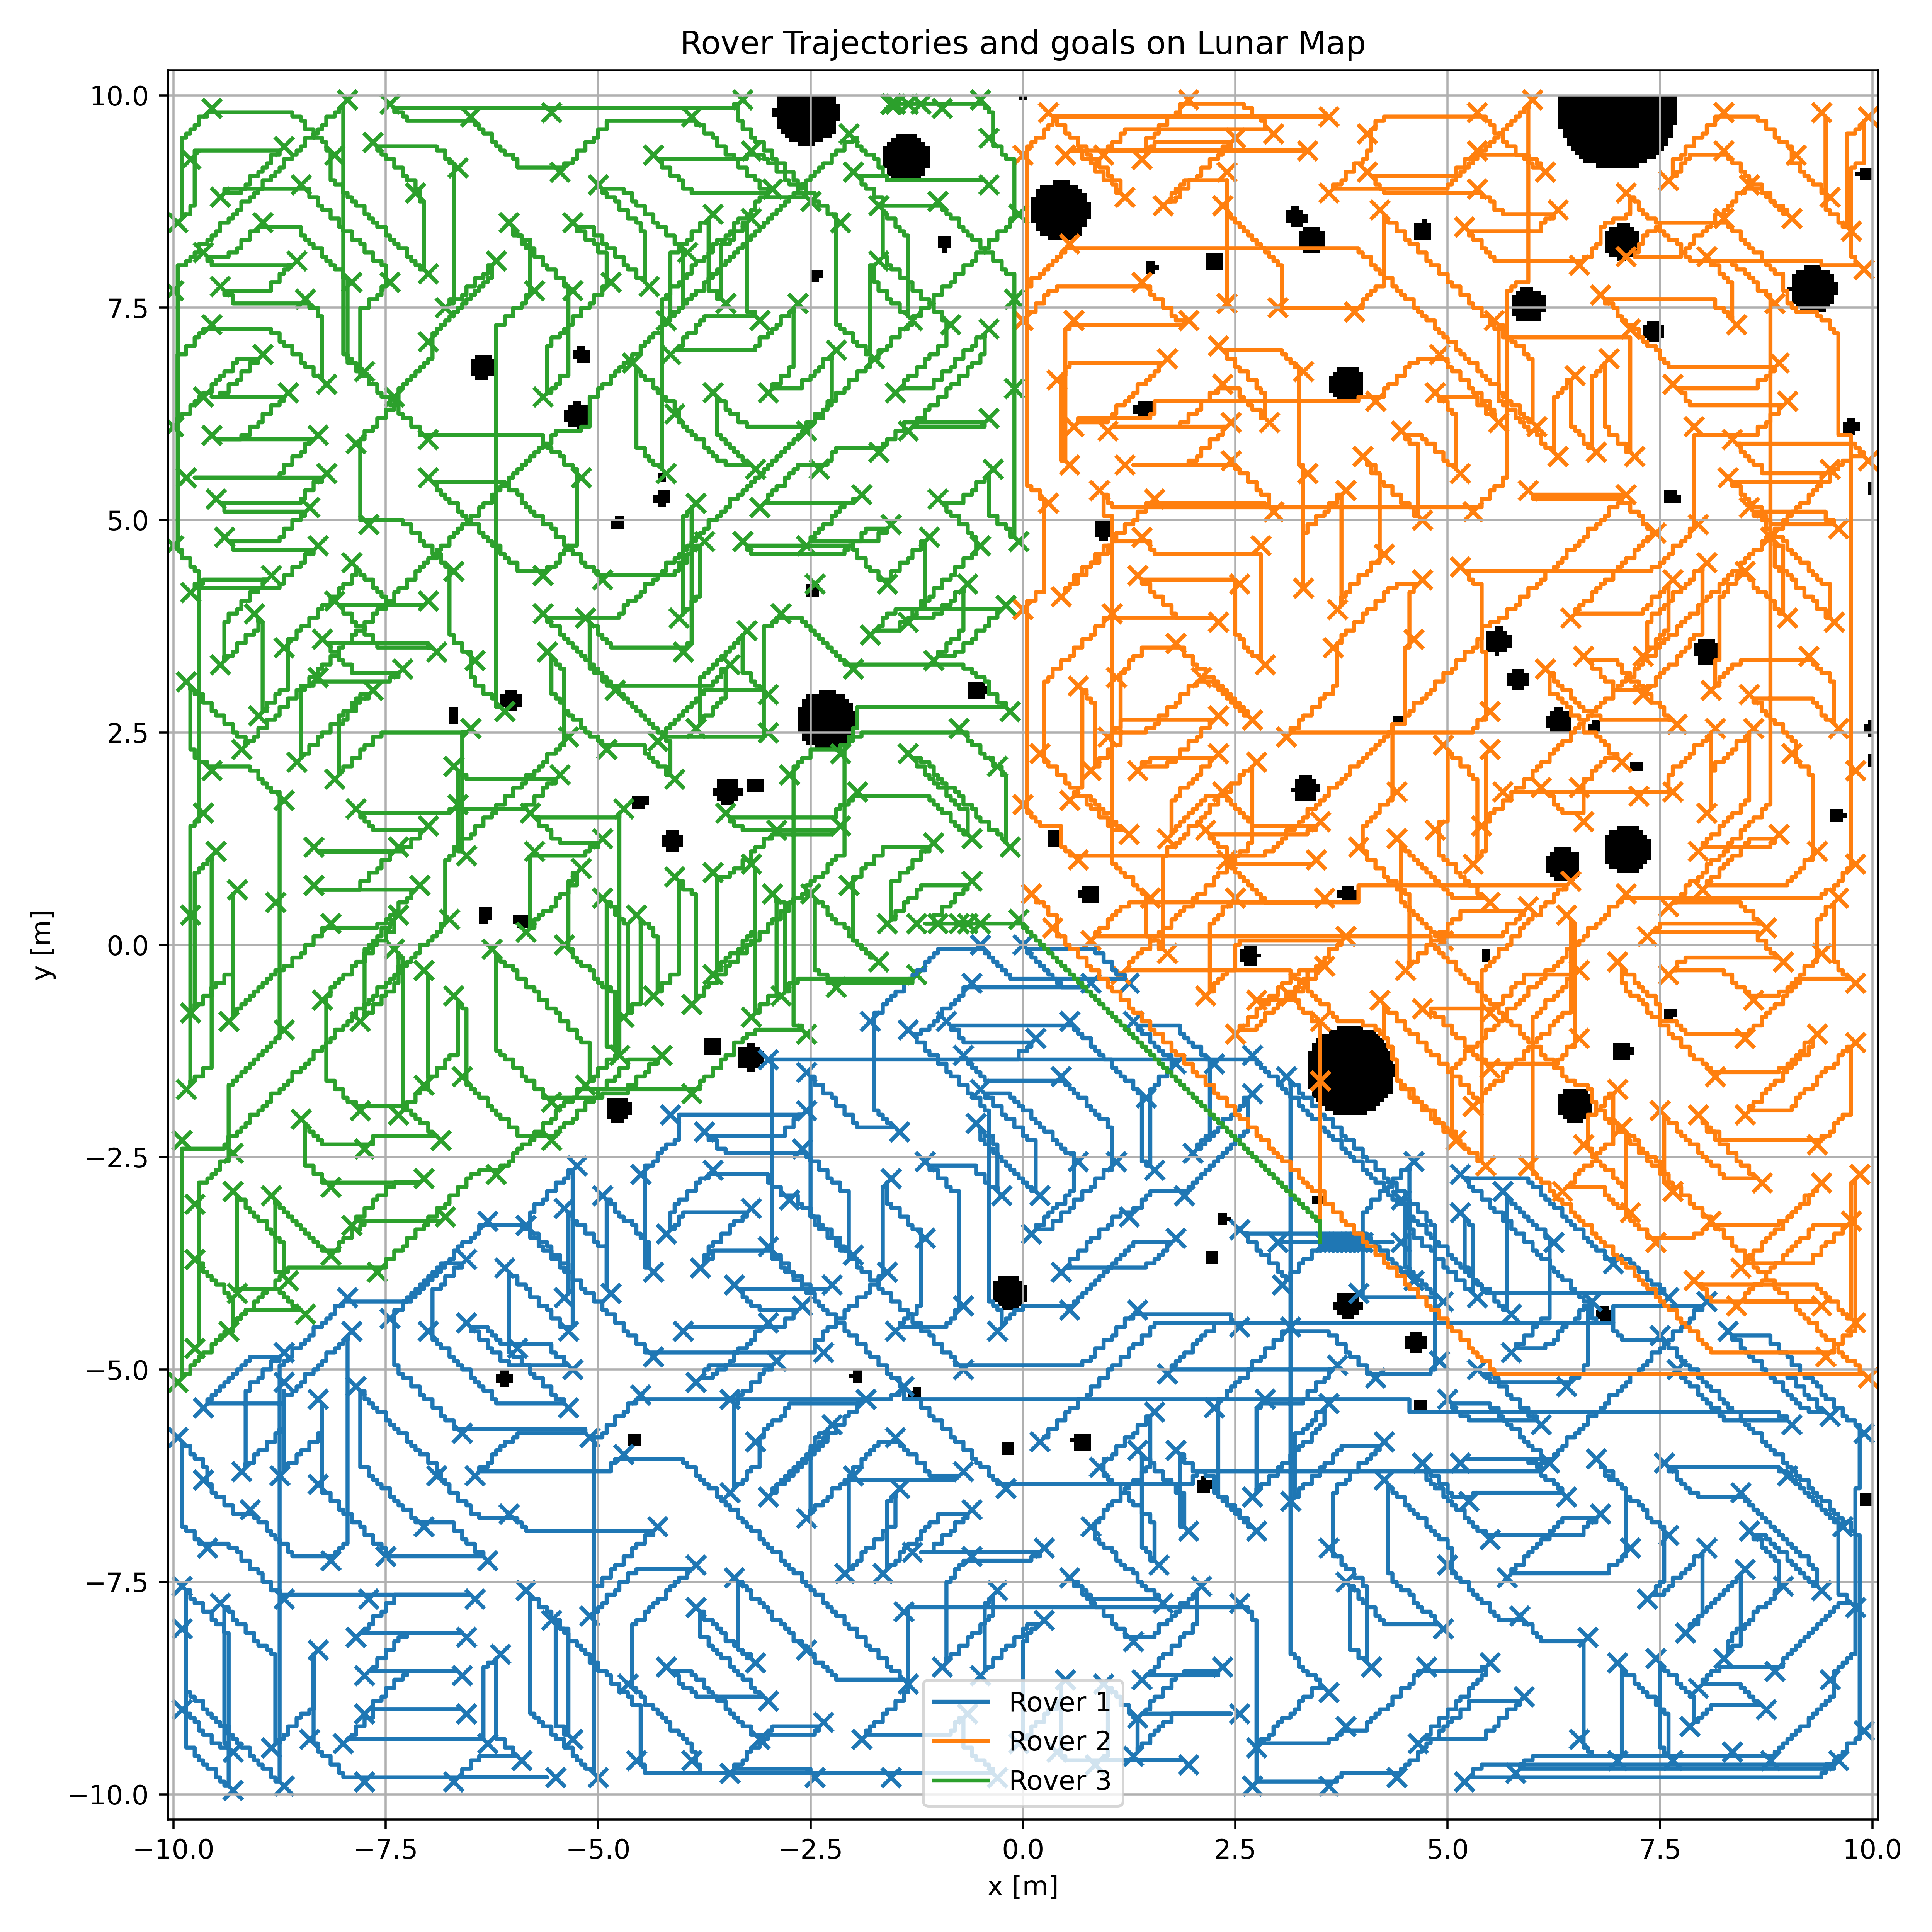 Rover Trajectories and goals on Lunar Map
10.0
7.5
5.0
2.5
0.0
−2.5
−5.0
−7.5
−10.0
y [m]
Rover 1
Rover 2
Rover 3
−10.0 −7.5 −5.0 −2.5 0.0 2.5 5.0 7.5 10.0
x [m]